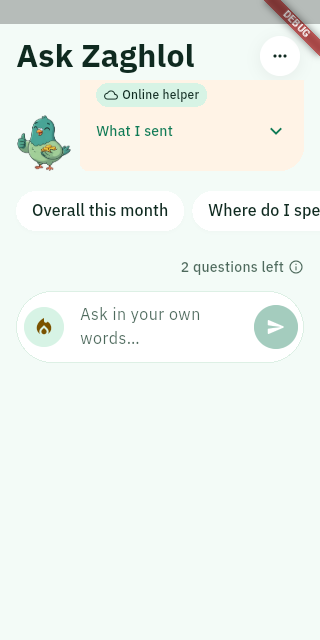 DEBUG
Ask Zaghlol
Online helper
What I sent
Overall this month
Where do I spe
2 questions left
Ask in your own
words...